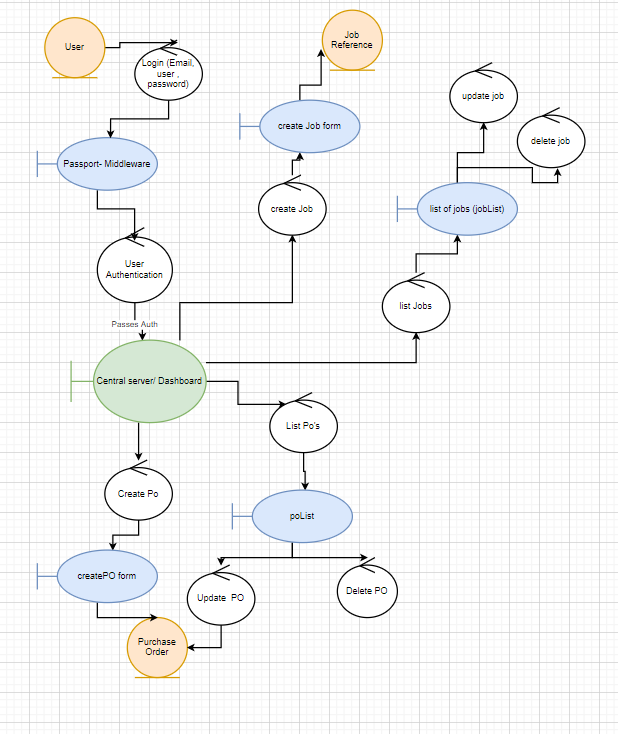 User
Job
Reference
Login (Email,
user ,
password)
update job
create Job form
delete job
Passport- Middleware
create Job
list of jobs (jobList)
User
Authentication
list Jobs
Passes Auth
Central server/ Dashboard
List Po's
Create Po
poList
createPO form
Update PO
Delete PO
Purchase
Order